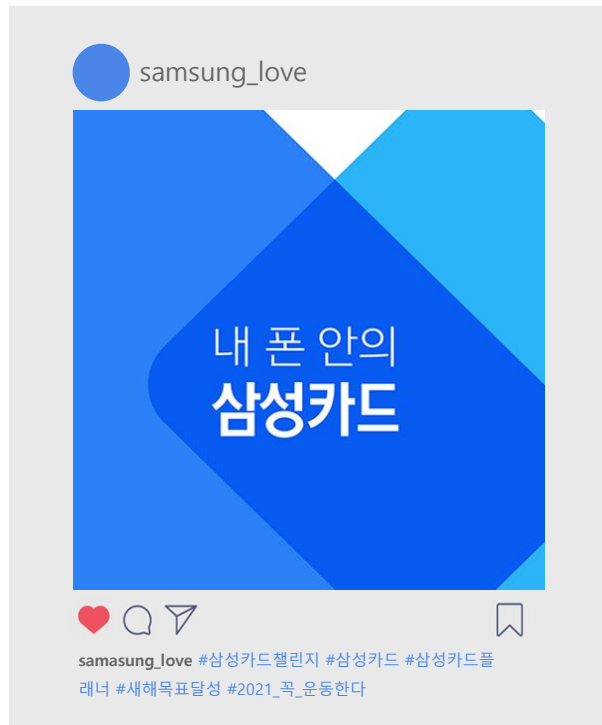 samsung_love
내 폰 안의
삼성카드
samasung_love #삼성카드챌린지 #삼성카드 #삼성카드플
래너 #새해목표달성 #2021_꼭_운동한다